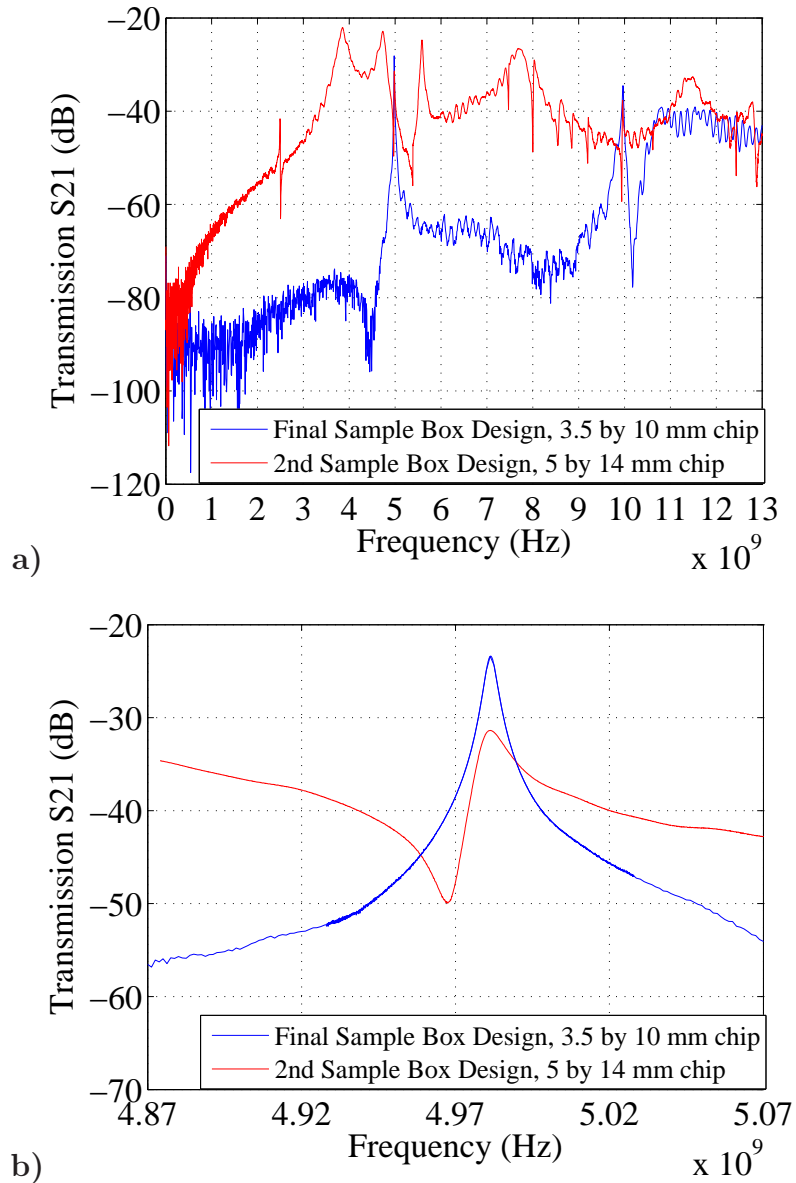 −20
−40
−60
−80
−100
−120
Transmission S21 (dB)
Final Sample Box Design, 3.5 by 10 mm chip
2nd Sample Box Design, 5 by 14 mm chip
0 1 2 3 4 5 6 7 8 9 10 11 12 13
Frequency (Hz)
x 10^9
a)
−20
−30
−40
−50
−60
−70
Transmission S21 (dB)
Final Sample Box Design, 3.5 by 10 mm chip
2nd Sample Box Design, 5 by 14 mm chip
4.87 4.92 4.97 5.02 5.07
Frequency (Hz)
x 10^9
b)